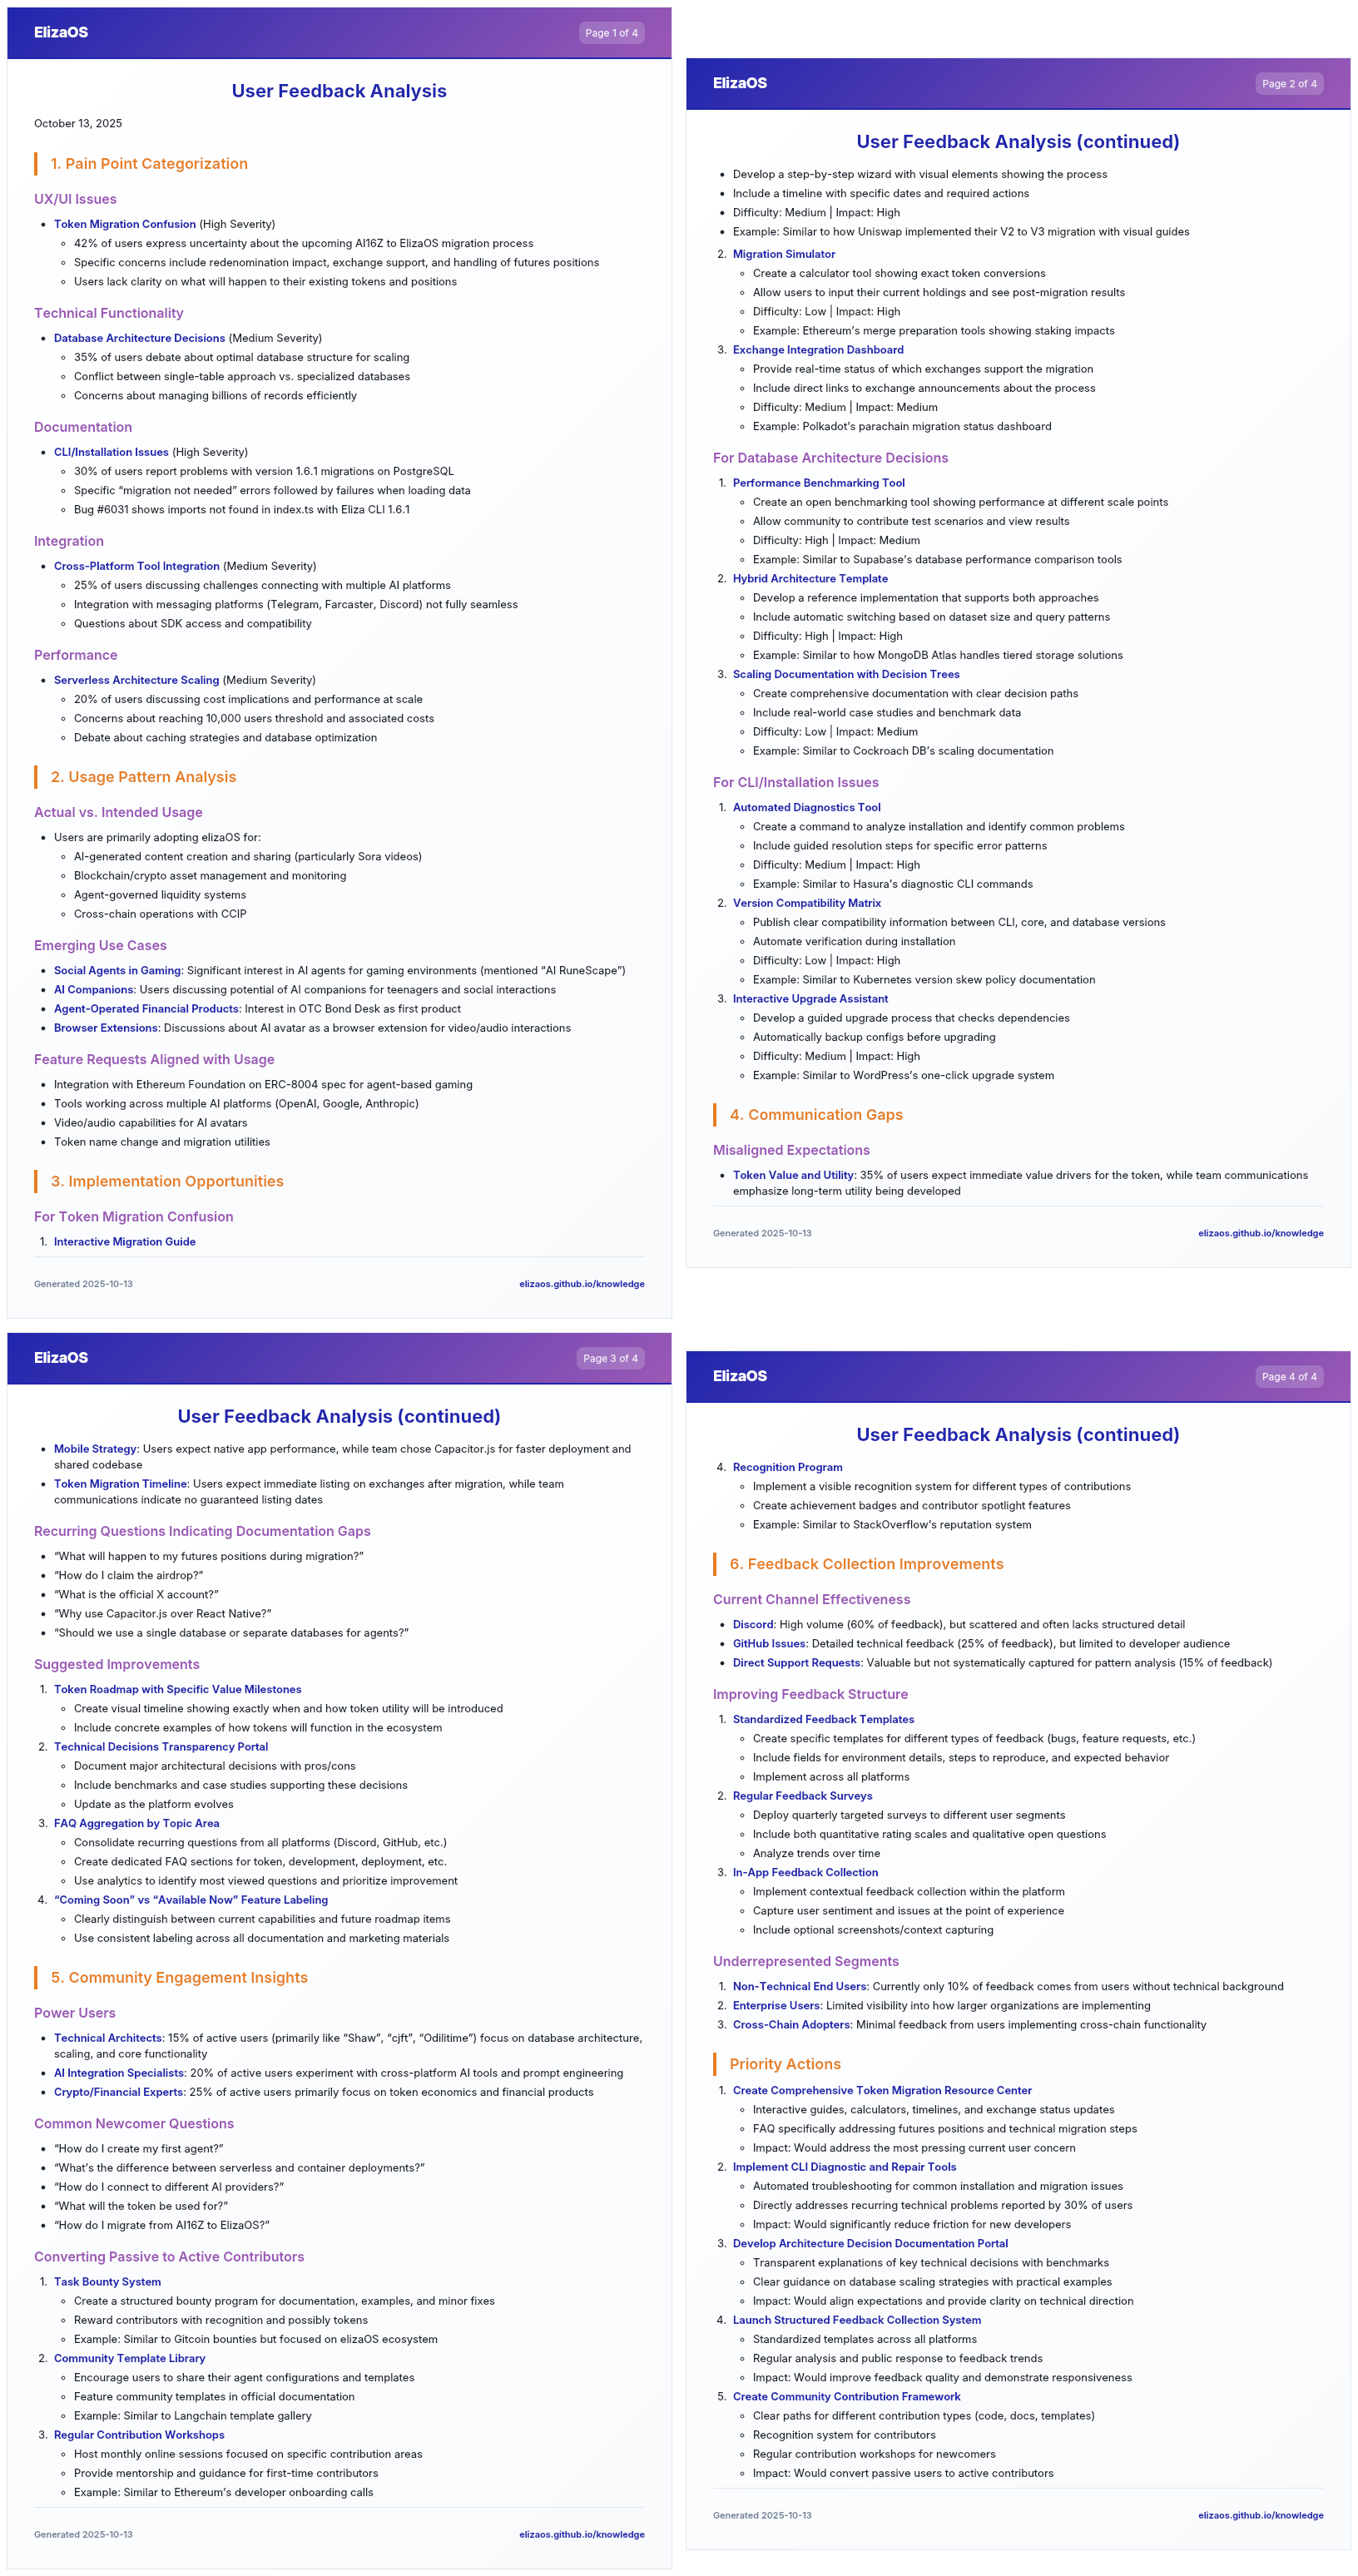 ElizaOS
Page 1 of 4
User Feedback Analysis
October 13, 2025
1. Pain Point Categorization
UX/UI Issues
• Token Migration Confusion (High Severity)
◦ 42% of users express uncertainty about the upcoming AI16Z to ElizaOS migration process
◦ Specific concerns include redenomination impact, exchange support, and handling of futures positions
◦ Users lack clarity on what will happen to their existing tokens and positions
Technical Functionality
• Database Architecture Decisions (Medium Severity)
◦ 35% of users debate about optimal database structure for scaling
◦ Conflict between single-table approach vs. specialized databases
◦ Concerns about managing billions of records efficiently
Documentation
• CLI/Installation Issues (High Severity)
◦ 30% of users report problems with version 1.6.1 migrations on PostgreSQL
◦ Specific “migration not needed” errors followed by failures when loading data
◦ Bug #6031 shows imports not found in index.ts with Eliza CLI 1.6.1
Integration
• Cross-Platform Tool Integration (Medium Severity)
◦ 25% of users discussing challenges connecting with multiple AI platforms
◦ Integration with messaging platforms (Telegram, Farcaster, Discord) not fully seamless
◦ Questions about SDK access and compatibility
Performance
• Serverless Architecture Scaling (Medium Severity)
◦ 20% of users discussing cost implications and performance at scale
◦ Concerns about reaching 10,000 users threshold and associated costs
◦ Debate about caching strategies and database optimization
2. Usage Pattern Analysis
Actual vs. Intended Usage
• Users are primarily adopting elizaOS for:
◦ AI-generated content creation and sharing (particularly Sora videos)
◦ Blockchain/crypto asset management and monitoring
◦ Agent-governed liquidity systems
◦ Cross-chain operations with CCIP
Emerging Use Cases
• Social Agents in Gaming: Significant interest in AI agents for gaming environments (mentioned “AI RuneScape”)
• AI Companions: Users discussing potential of AI companions for teenagers and social interactions
• Agent-Operated Financial Products: Interest in OTC Bond Desk as first product
• Browser Extensions: Discussions about AI avatar as a browser extension for video/audio interactions
Feature Requests Aligned with Usage
• Integration with Ethereum Foundation on ERC-8004 spec for agent-based gaming
• Tools working across multiple AI platforms (OpenAI, Google, Anthropic)
• Video/audio capabilities for AI avatars
• Token name change and migration utilities
3. Implementation Opportunities
For Token Migration Confusion
1. Interactive Migration Guide
Generated 2025-10-13
elizaos.github.io/knowledge
ElizaOS
Page 2 of 4
User Feedback Analysis (continued)
• Develop a step-by-step wizard with visual elements showing the process
• Include a timeline with specific dates and required actions
• Difficulty: Medium | Impact: High
• Example: Similar to how Uniswap implemented their V2 to V3 migration with visual guides
2. Migration Simulator
◦ Create a calculator tool showing exact token conversions
◦ Allow users to input their current holdings and see post-migration results
◦ Difficulty: Low | Impact: High
◦ Example: Ethereum’s merge preparation tools showing staking impacts
3. Exchange Integration Dashboard
◦ Provide real-time status of which exchanges support the migration
◦ Include direct links to exchange announcements about the process
◦ Difficulty: Medium | Impact: Medium
◦ Example: Polkadot’s parachain migration status dashboard
For Database Architecture Decisions
1. Performance Benchmarking Tool
◦ Create an open benchmarking tool showing performance at different scale points
◦ Allow community to contribute test scenarios and view results
◦ Difficulty: High | Impact: Medium
◦ Example: Similar to Supabase’s database performance comparison tools
2. Hybrid Architecture Template
◦ Develop a reference implementation that supports both approaches
◦ Include automatic switching based on dataset size and query patterns
◦ Difficulty: High | Impact: High
◦ Example: Similar to how MongoDB Atlas handles tiered storage solutions
3. Scaling Documentation with Decision Trees
◦ Create comprehensive documentation with clear decision paths
◦ Include real-world case studies and benchmark data
◦ Difficulty: Low | Impact: Medium
◦ Example: Similar to Cockroach DB’s scaling documentation
For CLI/Installation Issues
1. Automated Diagnostics Tool
◦ Create a command to analyze installation and identify common problems
◦ Include guided resolution steps for specific error patterns
◦ Difficulty: Medium | Impact: High
◦ Example: Similar to Hasura’s diagnostic CLI commands
2. Version Compatibility Matrix
◦ Publish clear compatibility information between CLI, core, and database versions
◦ Automate verification during installation
◦ Difficulty: Low | Impact: High
◦ Example: Similar to Kubernetes version skew policy documentation
3. Interactive Upgrade Assistant
◦ Develop a guided upgrade process that checks dependencies
◦ Automatically backup configs before upgrading
◦ Difficulty: Medium | Impact: High
◦ Example: Similar to WordPress’s one-click upgrade system
4. Communication Gaps
Misaligned Expectations
• Token Value and Utility: 35% of users expect immediate value drivers for the token, while team communications
emphasize long-term utility being developed
Generated 2025-10-13
elizaos.github.io/knowledge
ElizaOS
Page 3 of 4
User Feedback Analysis (continued)
• Mobile Strategy: Users expect native app performance, while team chose Capacitor.js for faster deployment and
shared codebase
• Token Migration Timeline: Users expect immediate listing on exchanges after migration, while team
communications indicate no guaranteed listing dates
Recurring Questions Indicating Documentation Gaps
• “What will happen to my futures positions during migration?”
• “How do I claim the airdrop?”
• “What is the official X account?”
• “Why use Capacitor.js over React Native?”
• “Should we use a single database or separate databases for agents?”
Suggested Improvements
1. Token Roadmap with Specific Value Milestones
◦ Create visual timeline showing exactly when and how token utility will be introduced
◦ Include concrete examples of how tokens will function in the ecosystem
2. Technical Decisions Transparency Portal
◦ Document major architectural decisions with pros/cons
◦ Include benchmarks and case studies supporting these decisions
◦ Update as the platform evolves
3. FAQ Aggregation by Topic Area
◦ Consolidate recurring questions from all platforms (Discord, GitHub, etc.)
◦ Create dedicated FAQ sections for token, development, deployment, etc.
◦ Use analytics to identify most viewed questions and prioritize improvement
4. “Coming Soon” vs “Available Now” Feature Labeling
◦ Clearly distinguish between current capabilities and future roadmap items
◦ Use consistent labeling across all documentation and marketing materials
5. Community Engagement Insights
Power Users
• Technical Architects: 15% of active users (primarily like “Shaw”, “cjft”, “Odilitime”) focus on database architecture,
scaling, and core functionality
• AI Integration Specialists: 20% of active users experiment with cross-platform AI tools and prompt engineering
• Crypto/Financial Experts: 25% of active users primarily focus on token economics and financial products
Common Newcomer Questions
• “How do I create my first agent?”
• “What’s the difference between serverless and container deployments?”
• “How do I connect to different AI providers?”
• “What will the token be used for?”
• “How do I migrate from AI16Z to ElizaOS?”
Converting Passive to Active Contributors
1. Task Bounty System
◦ Create a structured bounty program for documentation, examples, and minor fixes
◦ Reward contributors with recognition and possibly tokens
◦ Example: Similar to Gitcoin bounties but focused on elizaOS ecosystem
2. Community Template Library
◦ Encourage users to share their agent configurations and templates
◦ Feature community templates in official documentation
◦ Example: Similar to Langchain template gallery
3. Regular Contribution Workshops
◦ Host monthly online sessions focused on specific contribution areas
◦ Provide mentorship and guidance for first-time contributors
◦ Example: Similar to Ethereum’s developer onboarding calls
Generated 2025-10-13
elizaos.github.io/knowledge
ElizaOS
Page 4 of 4
User Feedback Analysis (continued)
4. Recognition Program
◦ Implement a visible recognition system for different types of contributions
◦ Create achievement badges and contributor spotlight features
◦ Example: Similar to StackOverflow’s reputation system
6. Feedback Collection Improvements
Current Channel Effectiveness
• Discord: High volume (60% of feedback), but scattered and often lacks structured detail
• GitHub Issues: Detailed technical feedback (25% of feedback), but limited to developer audience
• Direct Support Requests: Valuable but not systematically captured for pattern analysis (15% of feedback)
Improving Feedback Structure
1. Standardized Feedback Templates
◦ Create specific templates for different types of feedback (bugs, feature requests, etc.)
◦ Include fields for environment details, steps to reproduce, and expected behavior
◦ Implement across all platforms
2. Regular Feedback Surveys
◦ Deploy quarterly targeted surveys to different user segments
◦ Include both quantitative rating scales and qualitative open questions
◦ Analyze trends over time
3. In-App Feedback Collection
◦ Implement contextual feedback collection within the platform
◦ Capture user sentiment and issues at the point of experience
◦ Include optional screenshots/context capturing
Underrepresented Segments
1. Non-Technical End Users: Currently only 10% of feedback comes from users without technical background
2. Enterprise Users: Limited visibility into how larger organizations are implementing
3. Cross-Chain Adopters: Minimal feedback from users implementing cross-chain functionality
Priority Actions
1. Create Comprehensive Token Migration Resource Center
◦ Interactive guides, calculators, timelines, and exchange status updates
◦ FAQ specifically addressing futures positions and technical migration steps
◦ Impact: Would address the most pressing current user concern
2. Implement CLI Diagnostic and Repair Tools
◦ Automated troubleshooting for common installation and migration issues
◦ Directly addresses recurring technical problems reported by 30% of users
◦ Impact: Would significantly reduce friction for new developers
3. Develop Architecture Decision Documentation Portal
◦ Transparent explanations of key technical decisions with benchmarks
◦ Clear guidance on database scaling strategies with practical examples
◦ Impact: Would align expectations and provide clarity on technical direction
4. Launch Structured Feedback Collection System
◦ Standardized templates across all platforms
◦ Regular analysis and public response to feedback trends
◦ Impact: Would improve feedback quality and demonstrate responsiveness
5. Create Community Contribution Framework
◦ Clear paths for different contribution types (code, docs, templates)
◦ Recognition system for contributors
◦ Regular contribution workshops for newcomers
◦ Impact: Would convert passive users to active contributors
Generated 2025-10-13
elizaos.github.io/knowledge